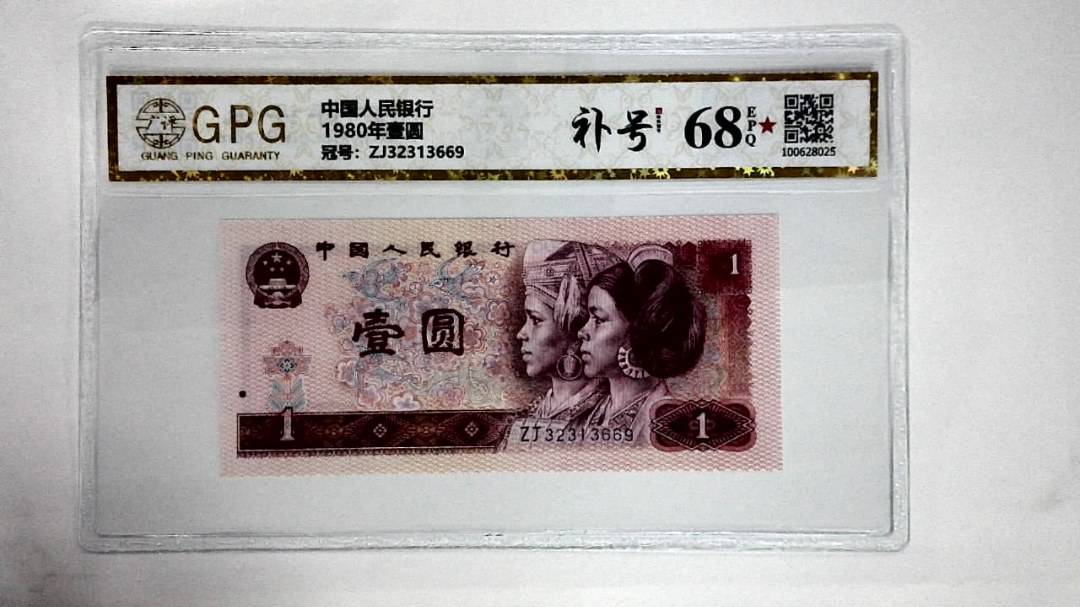 GPG
GUANG PING GUARANTY
中国人民银行
1980年壹圆
冠号：ZJ32313669
补号
68
EPQ
100628025
中国人民银行
1
壹圆
1
ZJ32313669
1